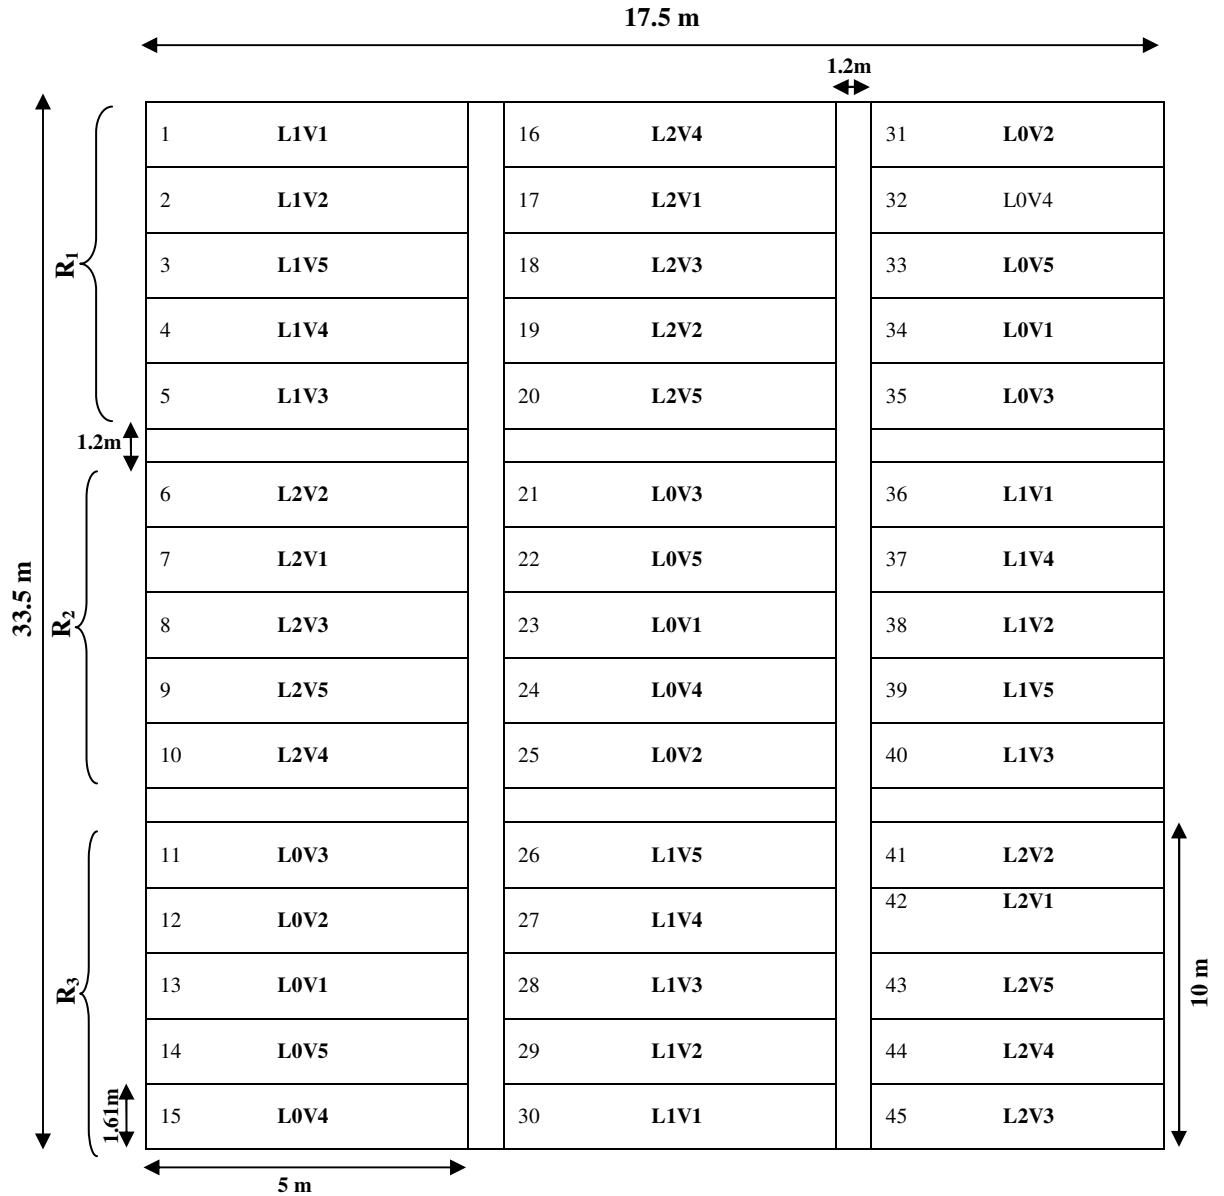 17.5 m
1.2m
1 L1V1 16 L2V4 31 L0V2
2 L1V2 17 L2V1 32 L0V4
R1
3 L1V5 18 L2V3 33 L0V5
4 L1V4 19 L2V2 34 L0V1
5 L1V3 20 L2V5 35 L0V3
1.2m
6 L2V2 21 L0V3 36 L1V1
7 L2V1 22 L0V5 37 L1V4
33.5 m
R2
8 L2V3 23 L0V1 38 L1V2
9 L2V5 24 L0V4 39 L1V5
10 L2V4 25 L0V2 40 L1V3
11 L0V3 26 L1V5 41 L2V2
12 L0V2 27 L1V4 42 L2V1
R3
13 L0V1 28 L1V3 43 L2V5
10 m
14 L0V5 29 L1V2 44 L2V4
1.61m
15 L0V4 30 L1V1 45 L2V3
5 m